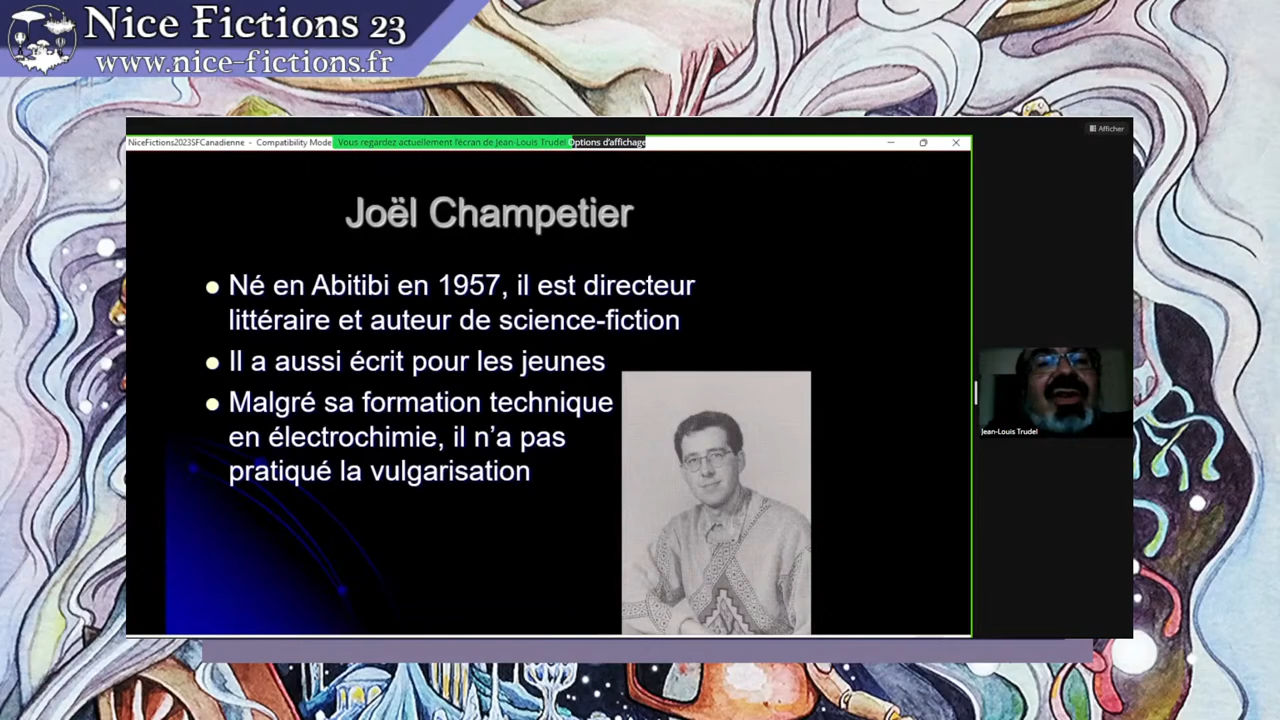 Nice Fictions 23
www.nice-fictions.fr
Afficher
NiceFictions2023SFCanadienne - Compatibility Mode
Vous regardez actuellement l'écran de Jean-Louis Trudel
Options d'affichage
Joël Champetier
• Né en Abitibi en 1957, il est directeur
littéraire et auteur de science-fiction
• Il a aussi écrit pour les jeunes
• Malgré sa formation technique
en électrochimie, il n'a pas
pratiqué la vulgarisation
Jean-Louis Trudel